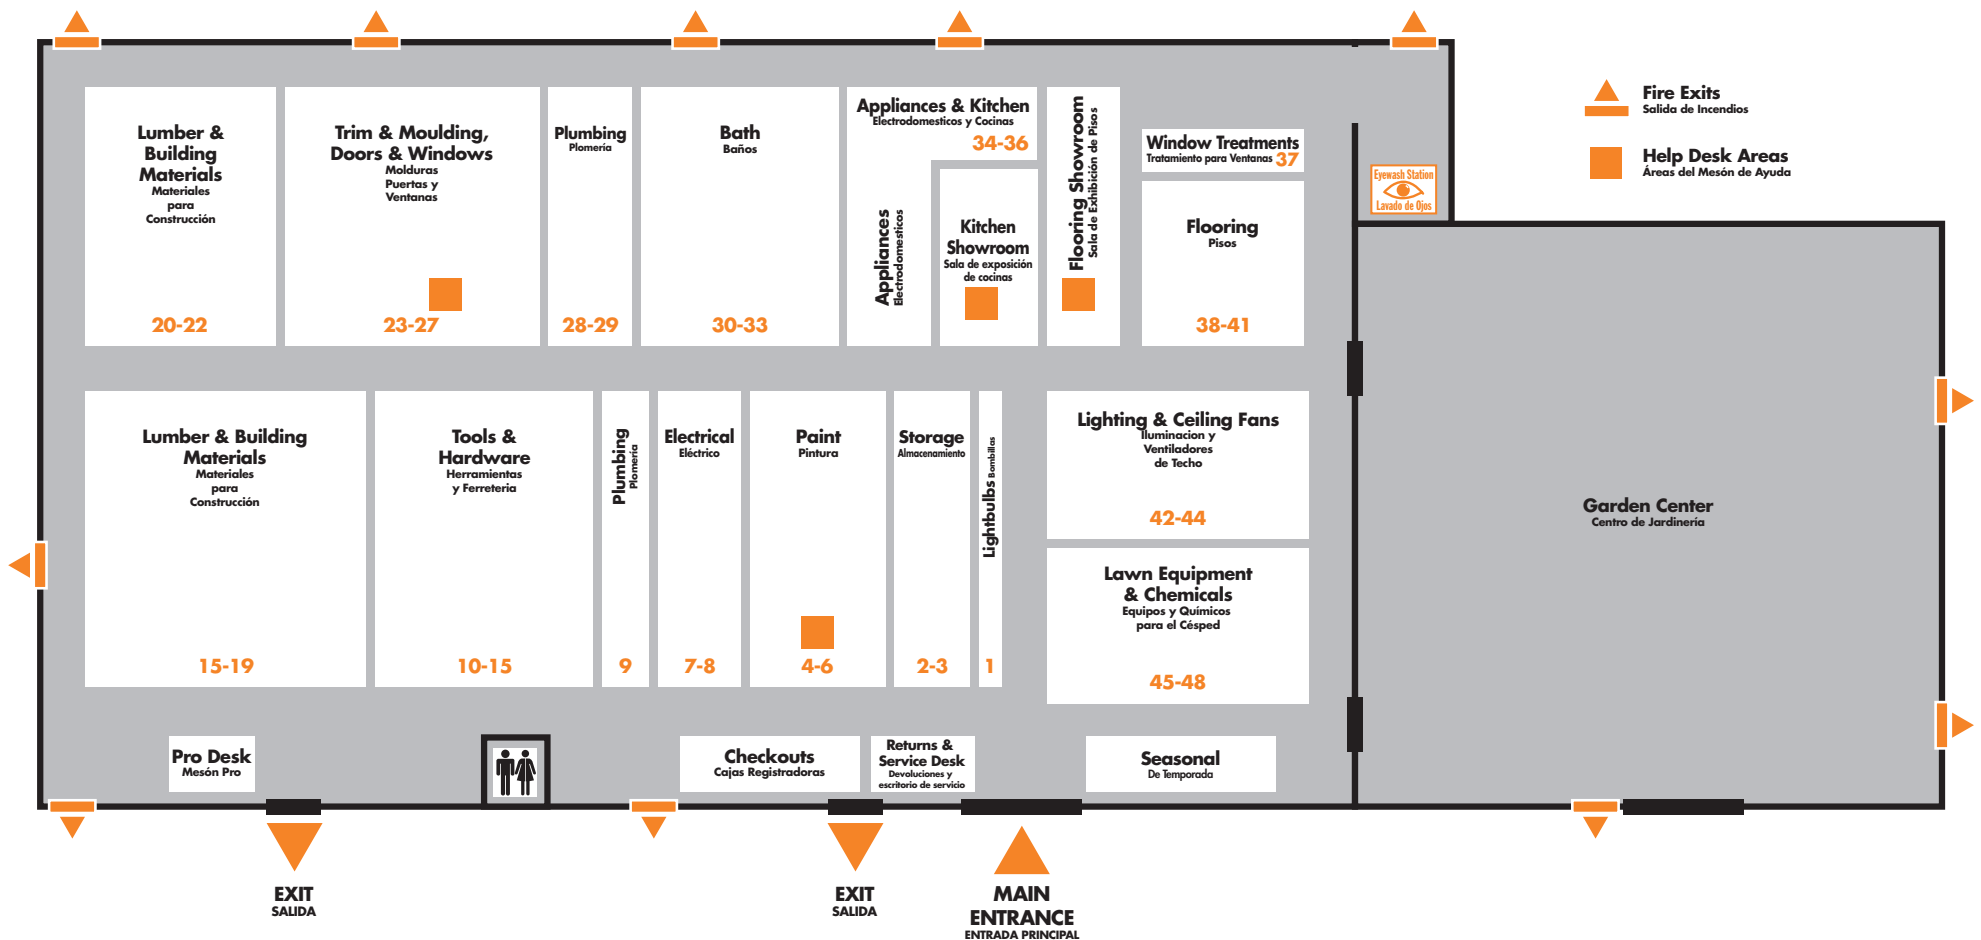 Fire Exits
Salida de Incendios
Help Desk Areas
Áreas del Mesón de Ayuda
Lumber &
Building
Materials
Materiales
para
Construcción
20-22
Trim & Moulding,
Doors & Windows
Molduras
Puertas y
Ventanas
23-27
Plumbing
Plomería
28-29
Bath
Baños
30-33
Appliances & Kitchen
Electrodomesticos y Cocinas
34-36
Appliances
Electrodomesticos
Kitchen
Showroom
Sala de exposición
de cocinas
Flooring Showroom
Sala de Exhibición de Pisos
Window Treatments
Tratamiento para Ventanas 37
Flooring
Pisos
38-41
Eyewash Station
Lavado de Ojos
Lumber & Building
Materials
Materiales
para
Construcción
15-19
Tools &
Hardware
Herramientas
y Ferreteria
10-15
Plumbing
Plomería
9
Electrical
Eléctrico
7-8
Paint
Pintura
4-6
Storage
Almacenamiento
2-3
Lightbulbs Bombillas
1
Lighting & Ceiling Fans
Iluminacion y
Ventiladores
de Techo
42-44
Lawn Equipment
& Chemicals
Equipos y Químicos
para el Césped
45-48
Garden Center
Centro de Jardinería
Pro Desk
Mesón Pro
Checkouts
Cajas Registradoras
Returns &
Service Desk
Devoluciones y
escritorio de servicio
Seasonal
De Temporada
EXIT
SALIDA
EXIT
SALIDA
MAIN
ENTRANCE
ENTRADA PRINCIPAL